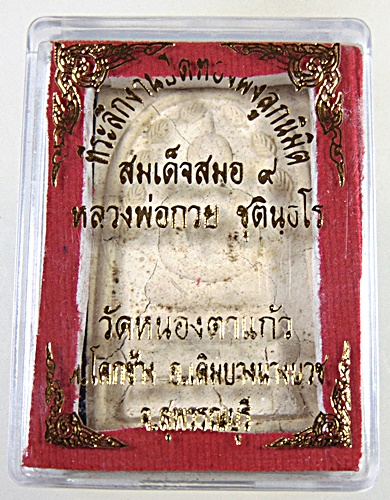 ที่ระลึกงานปิดทองฝังลูกนิมิต
สมเด็จสมอ ๙
หลวงพ่อกวย ชุตินฺธโร
วัดหนองตาแก้ว
ต.โคกช้าง อ.เดิมบางนางบวช
จ.สุพรรณบุรี